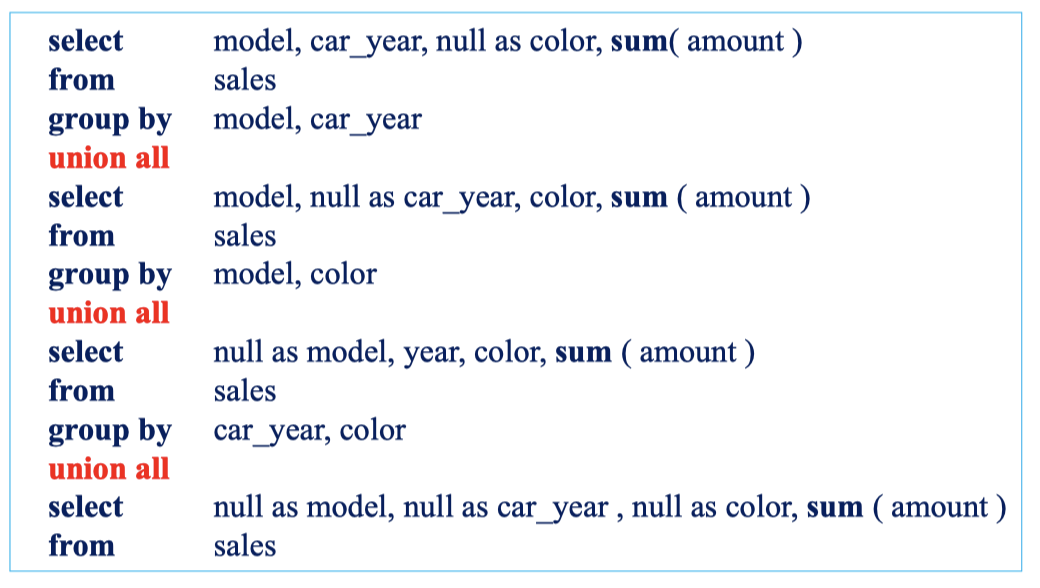 select model, car_year, null as color, sum( amount )
from sales
group by model, car_year
union all
select model, null as car_year, color, sum ( amount )
from sales
group by model, color
union all
select null as model, year, color, sum ( amount )
from sales
group by car_year, color
union all
select null as model, null as car_year , null as color, sum ( amount )
from sales